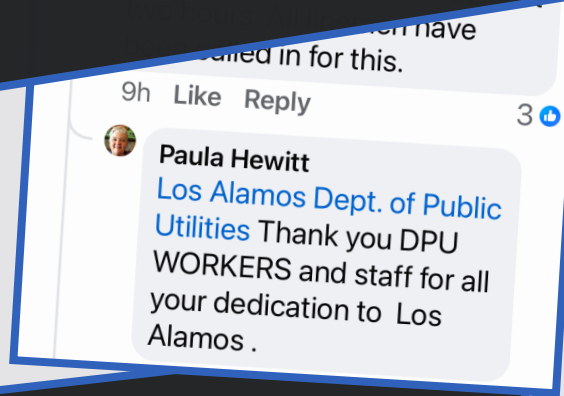 have
in for this.
9h Like Reply
3
Paula Hewitt
Los Alamos Dept. of Public
Utilities Thank you DPU
WORKERS and staff for all
your dedication to Los
Alamos .